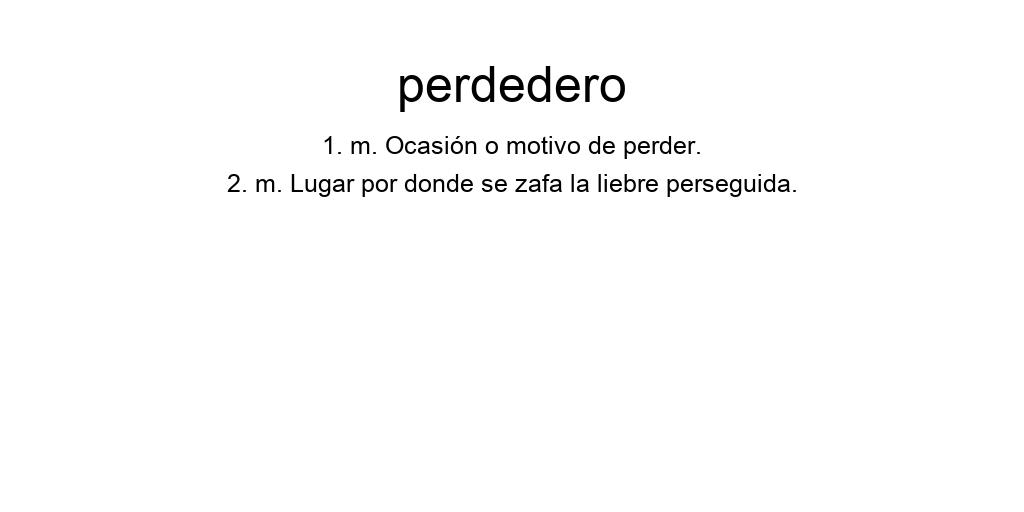 perdedero
1. m. Ocasión o motivo de perder.
2. m. Lugar por donde se zafa la liebre perseguida.